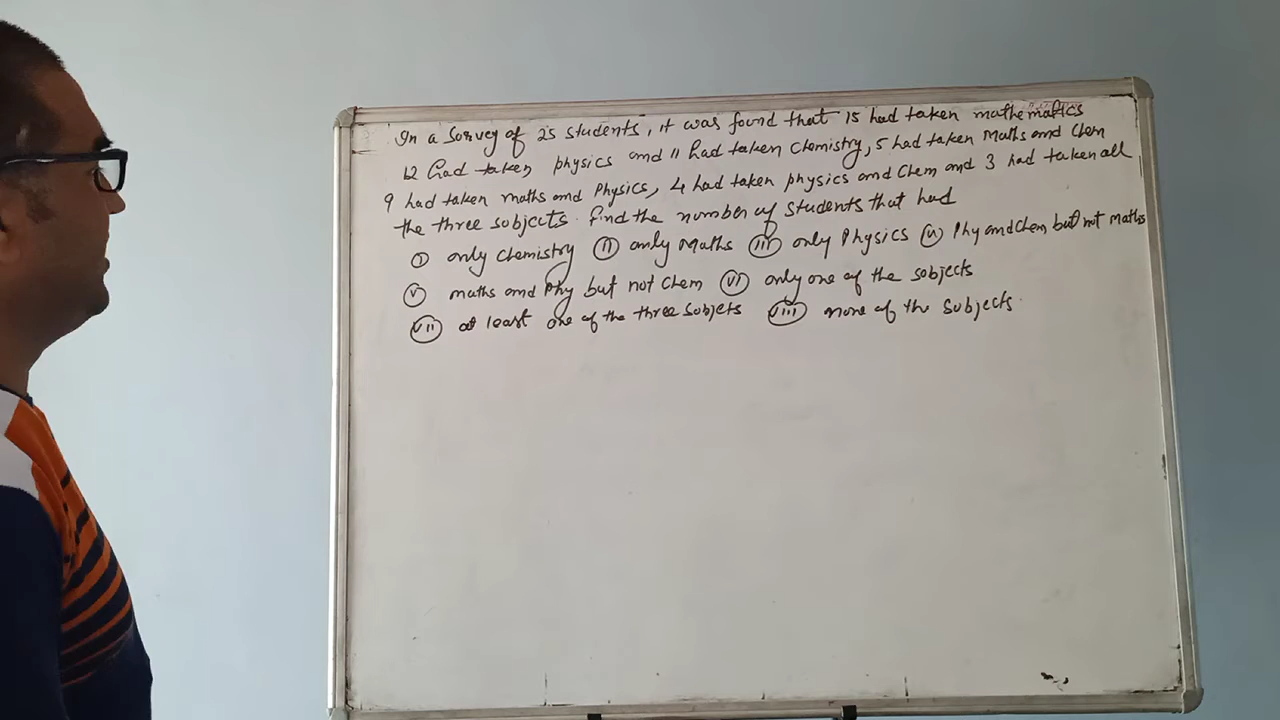 In a Sorvey of 25 students, it was found that 15 had taken mathematics
12 had taken physics and 11 had taken Chemistry, 5 had taken Maths and Chem
9 had taken maths and Physics, 4 had taken physics and Chem and 3 had taken all
the three subjects. find the number of students that had
(i) only Chemistry (ii) only Maths (iii) only Physics (iv) Phy and Chem but not maths
(v) maths and Phy but not Chem (vi) only one of the sobjects
(vii) at least one of the three Subjets (viii) none of the Subjects.